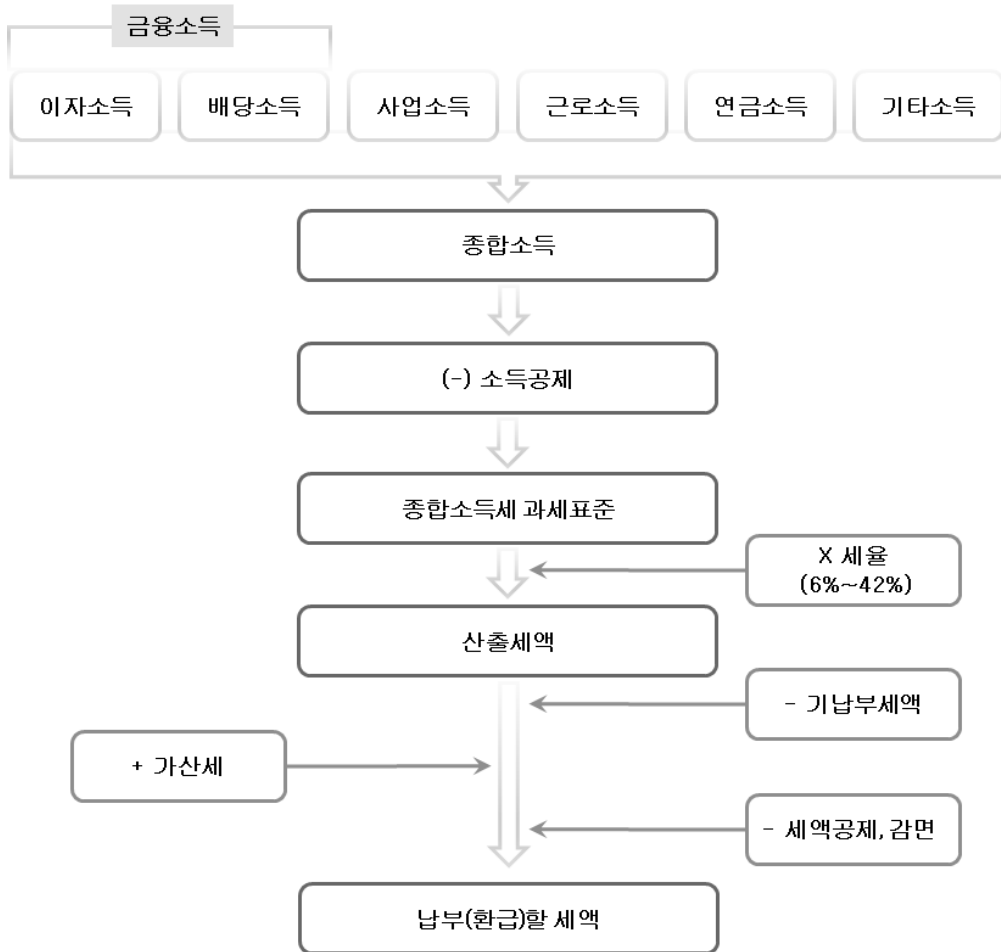 금융소득
이자소득
배당소득
사업소득
근로소득
연금소득
기타소득
종합소득
(-) 소득공제
종합소득세 과세표준
X 세율
(6%~42%)
산출세액
- 기납부세액
+ 가산세
- 세액공제, 감면
납부(환급)할 세액